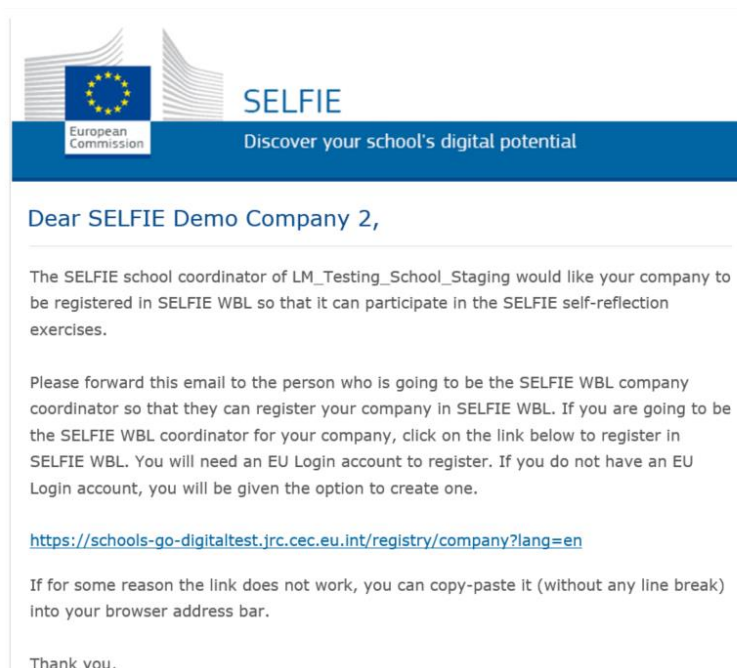 SELFIE
European
Commission
Discover your school's digital potential
Dear SELFIE Demo Company 2,
The SELFIE school coordinator of LM_Testing_School_Staging would like your company to
be registered in SELFIE WBL so that it can participate in the SELFIE self-reflection
exercises.
Please forward this email to the person who is going to be the SELFIE WBL company
coordinator so that they can register your company in SELFIE WBL. If you are going to be
the SELFIE WBL coordinator for your company, click on the link below to register in
SELFIE WBL. You will need an EU Login account to register. If you do not have an EU
Login account, you will be given the option to create one.
https://schools-go-digitaltest.jrc.cec.eu.int/registry/company?lang=en
If for some reason the link does not work, you can copy-paste it (without any line break)
into your browser address bar.
Thank you,